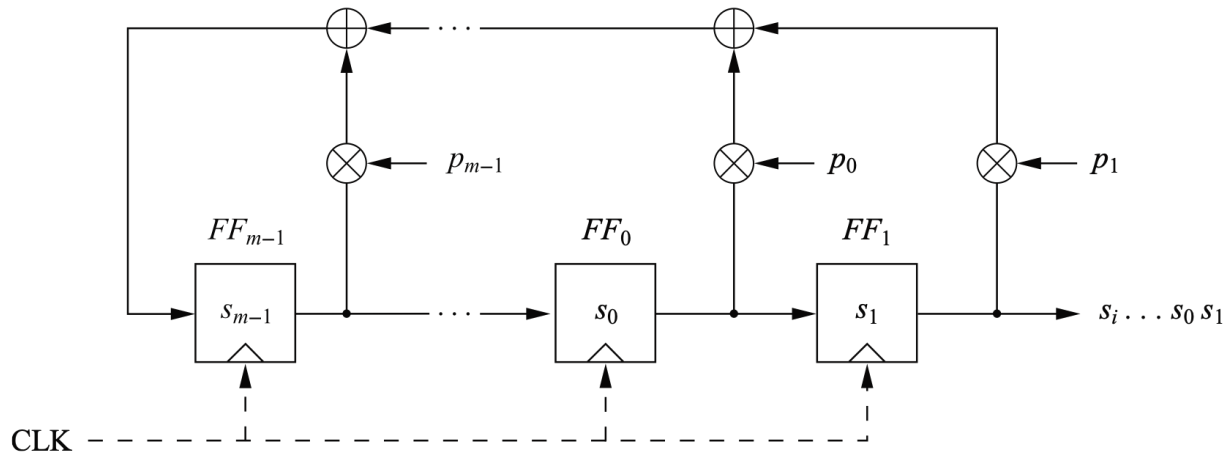 ⊕ ... ⊕
⊗ p_{m−1} ⊗ p_0 ⊗ p_1
FF_{m−1} FF_0 FF_1
s_{m−1} ... s_0 s_1 s_i ... s_0 s_1
CLK